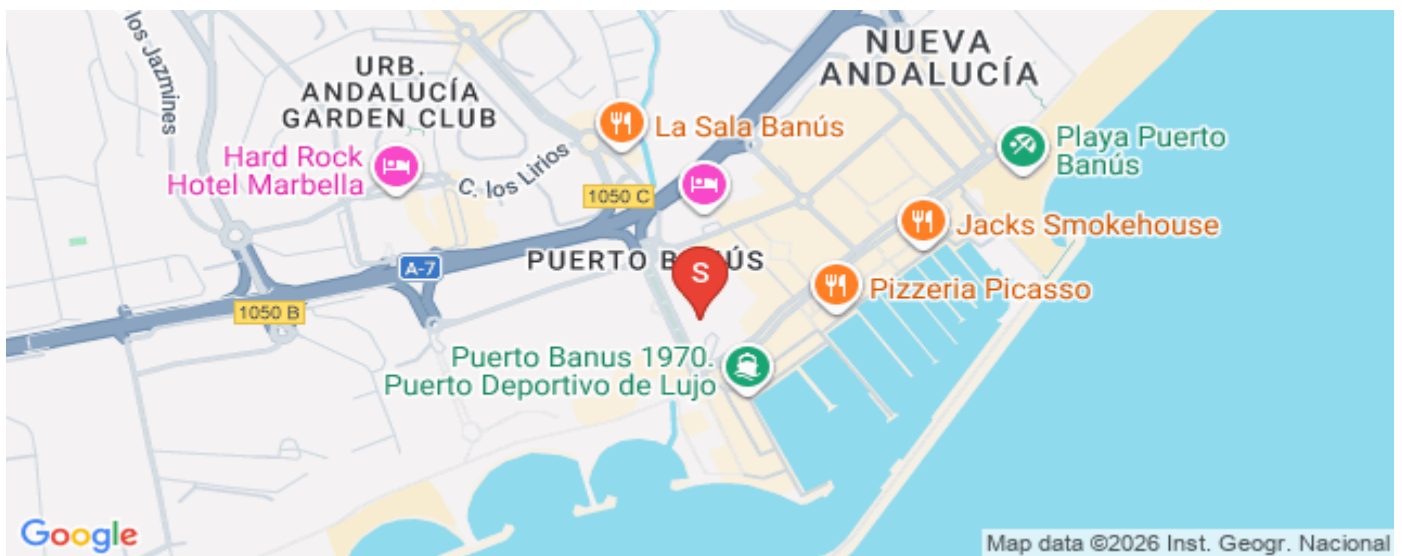 los Jazmines
URB.
ANDALUCÍA
GARDEN CLUB
NUEVA
ANDALUCÍA
La Sala Banús
Playa Puerto
Banús
Hard Rock
Hotel Marbella
C. los Lirios
1050 C
Jacks Smokehouse
PUERTO B
ÚS
S
A-7
Pizzeria Picasso
1050 B
Puerto Banus 1970.
Puerto Deportivo de Lujo
Google
Map data ©2026 Inst. Geogr. Nacional